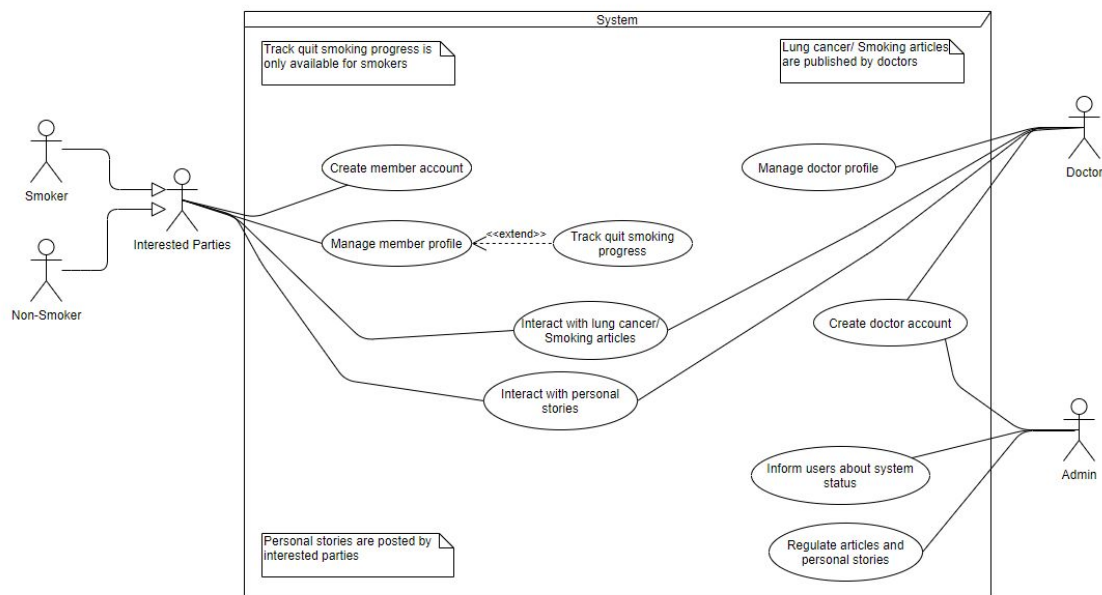 System
Track quit smoking progress is
only available for smokers
Lung cancer/ Smoking articles
are published by doctors
Smoker
Interested Parties
Non-Smoker
Create member account
Manage member profile
<<extend>>
Track quit smoking
progress
Manage doctor profile
Doctor
Interact with lung cancer/
Smoking articles
Create doctor account
Interact with personal
stories
Inform users about system
status
Admin
Regulate articles and
personal stories
Personal stories are posted by
interested parties